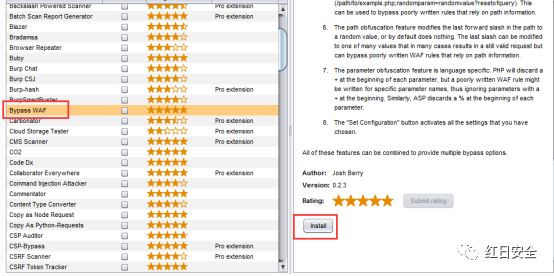 Backslash Powered Scanner Pro extension
Blazer
Bradamsa
Browser Repeater
Buby
Burp Chat
Burp CSJ
Burp-hash Pro extension
BurpSmartBuster
Bypass WAF
Carbonator Pro extension
Cloud Storage Tester Pro extension
CMS Scanner Pro extension
CO2
Code Dx
Collaborator Everywhere Pro extension
Command Injection Attacker
Commentator
Content Type Converter
Copy as Node Request
Copy As Python-Requests
CSP Auditor
CSP-Bypass Pro extension
CSRF Scanner Pro extension
CSRF Token Tracker
(/path/to/example.php;randomparam=randomvalue?reset=of query). This
can be used to bypass poorly written rules that rely on path information.
6. The path obfuscation feature modifies the last forward slash in the path to
a random value, or by default does nothing. The last slash can be modified
to one of many values that in many cases results in a still valid request but
can bypass poorly written WAF rules that rely on path information.
7. The parameter obfuscation feature is language specific. PHP will discard a
+ at the beginning of each parameter, but a poorly written WAF rule might
be written for specific parameter names, thus ignoring parameters with a
+ at the beginning. Similarly, ASP discards a % at the beginning of each
parameter.
8. The "Set Configuration" button activates all the settings that you have
chosen.
All of these features can be combined to provide multiple bypass options.
Author: Josh Berry
Version: 0.2.3
Rating: Submit rating
Install
红日安全